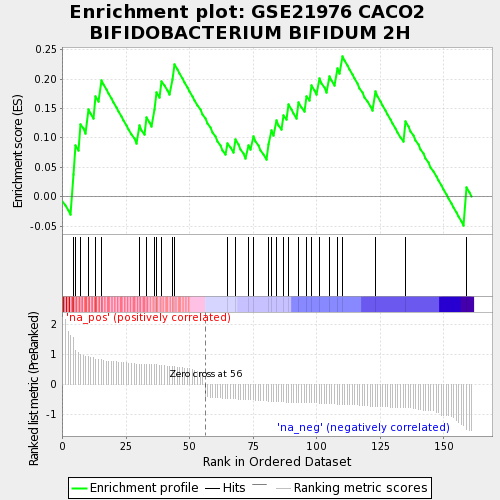 Enrichment plot: GSE21976 CACO2
BIFIDOBACTERIUM BIFIDUM 2H
Enrichment score (ES)
0.25
0.20
0.15
0.10
0.05
0.00
-0.05
'na_pos' (positively correlated)
Ranked list metric (PreRanked)
2
1
0
-1
Zero cross at 56
'na_neg' (negatively correlated)
0
25
50
75
100
125
150
Rank in Ordered Dataset
Enrichment profile
Hits
Ranking metric scores